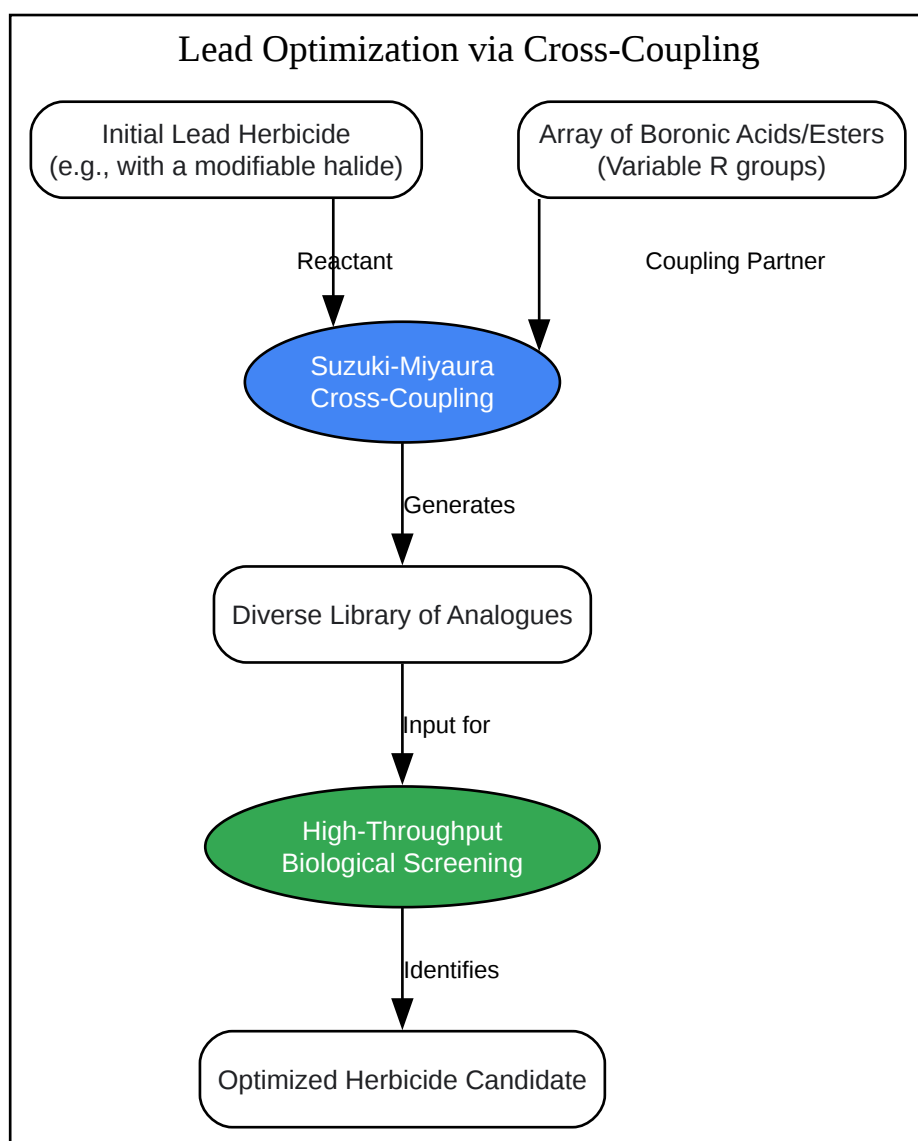 Lead Optimization via Cross-Coupling
Initial Lead Herbicide
(e.g., with a modifiable halide)
Array of Boronic Acids/Esters
(Variable R groups)
Reactant
Coupling Partner
Suzuki-Miyaura
Cross-Coupling
Generates
Diverse Library of Analogues
Input for
High-Throughput
Biological Screening
Identifies
Optimized Herbicide Candidate